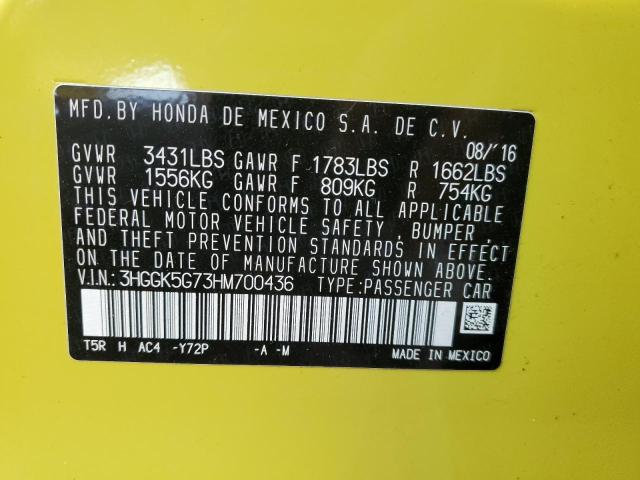 MFD.BY HONDA DE MEXICO S.A. DE C.V.
08/'16
GVWR 3431LBS GAWR F 1783LBS R 1662LBS
GVWR 1556KG GAWR F 809KG R 754KG
THIS VEHICLE CONFORMS TO ALL APPLICABLE
FEDERAL MOTOR VEHICLE SAFETY , BUMPER ,
AND THEFT PREVENTION STANDARDS IN EFFECT
ON THE DATE OF MANUFACTURE SHOWN ABOVE.
V.I.N.: 3HGGK5G73HM700436 TYPE:PASSENGER CAR
T5R H AC4 -Y72P -A -M MADE IN MEXICO